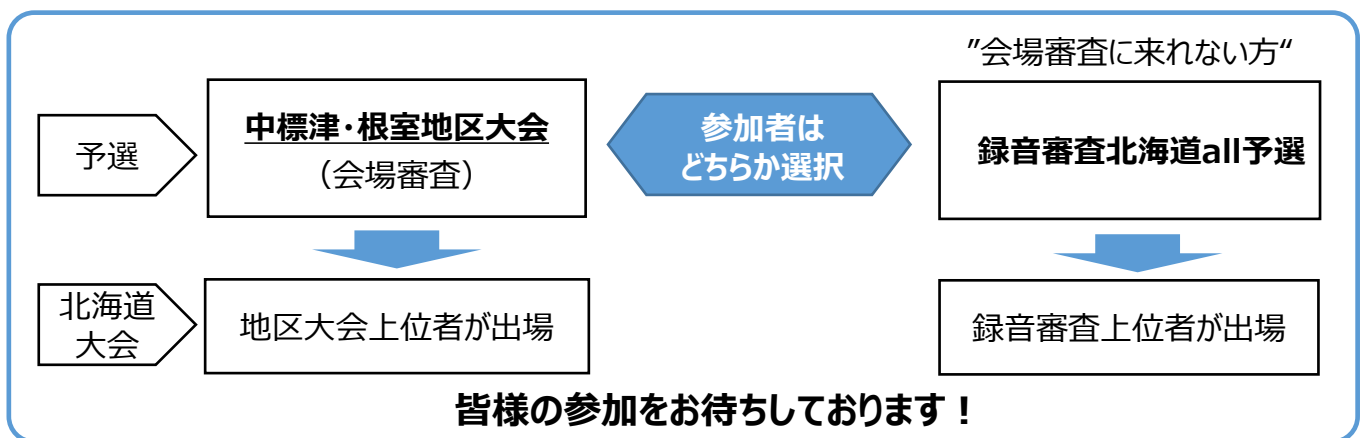 ”会場審査に来れない方“
予選
中標津･根室地区大会
（会場審査）
参加者は
どちらか選択
録音審査北海道all予選
北海道
大会
地区大会上位者が出場
録音審査上位者が出場
皆様の参加をお待ちしております！